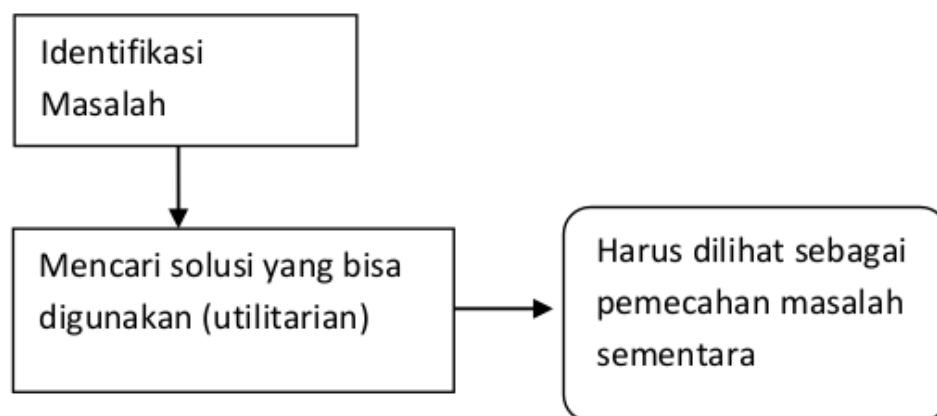 Identifikasi
Masalah
Mencari solusi yang bisa
digunakan (utilitarian)
Harus dilihat sebagai
pemecahan masalah
sementara